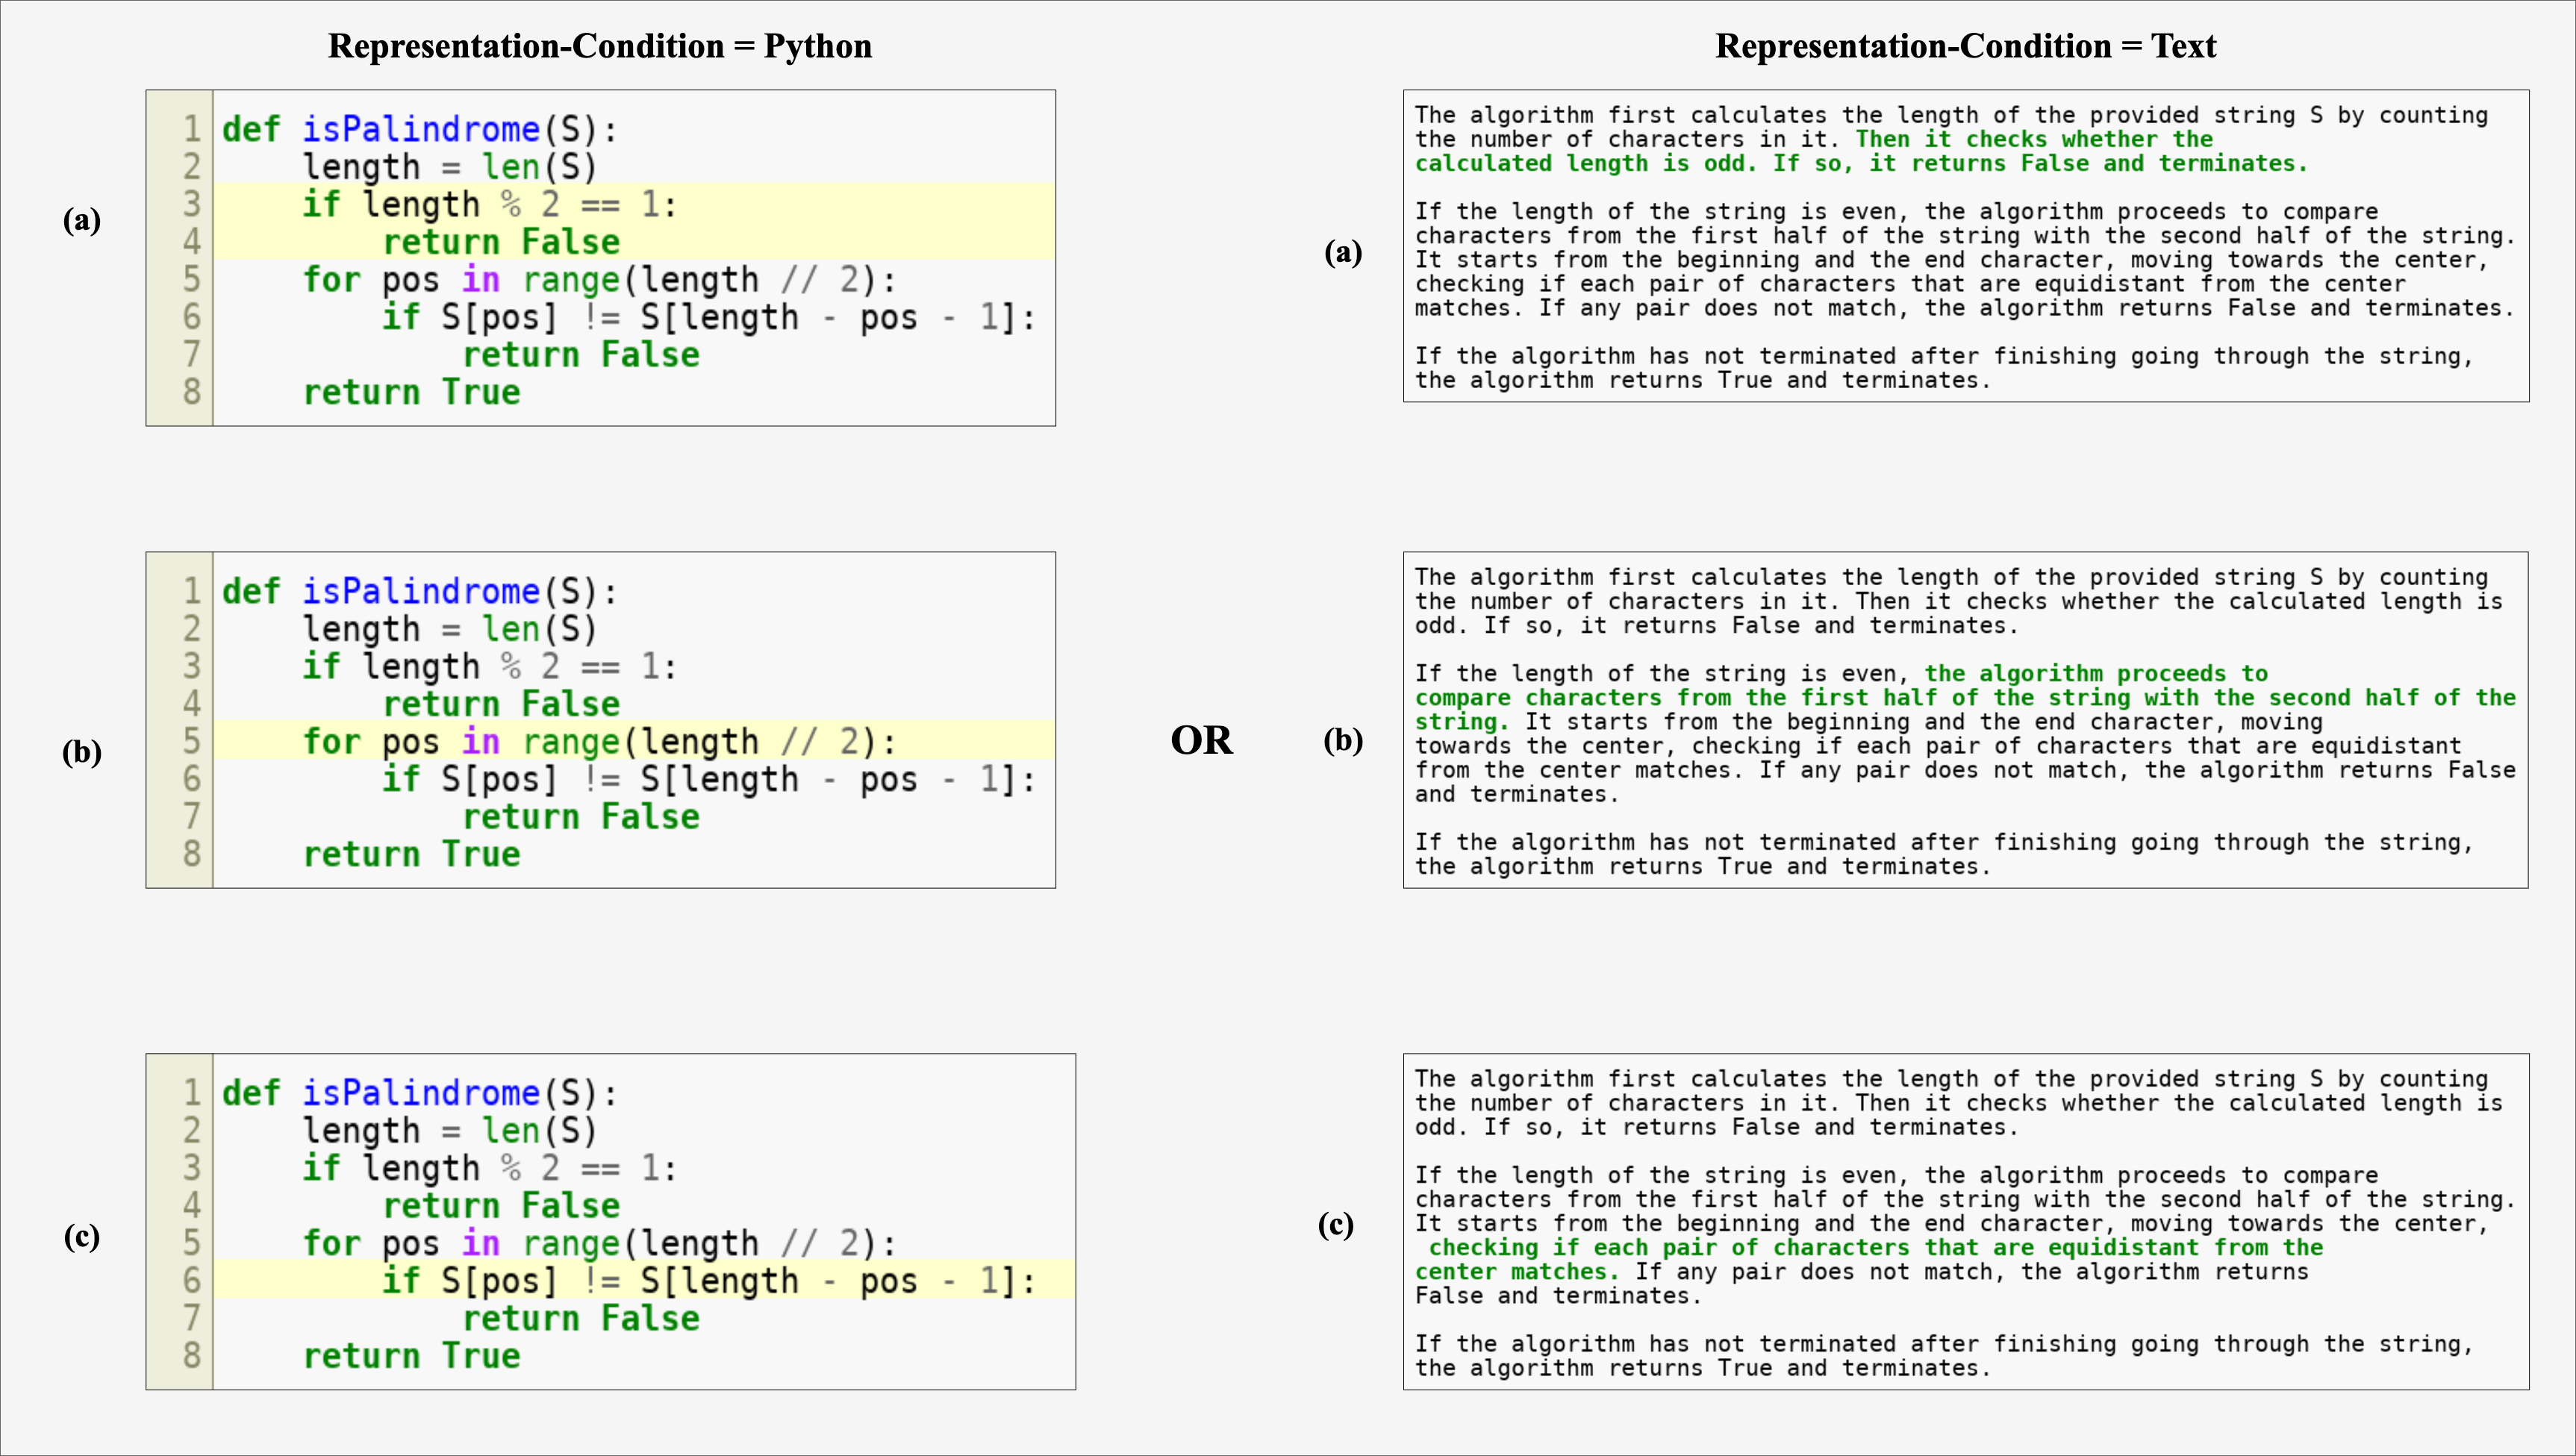 Representation-Condition = Python
(a)
1 def isPalindrome(S):
2     length = len(S)
3     if length % 2 == 1:
4         return False
5     for pos in range(length // 2):
6         if S[pos] != S[length - pos - 1]:
7             return False
8     return True
(b)
1 def isPalindrome(S):
2     length = len(S)
3     if length % 2 == 1:
4         return False
5     for pos in range(length // 2):
6         if S[pos] != S[length - pos - 1]:
7             return False
8     return True
(c)
1 def isPalindrome(S):
2     length = len(S)
3     if length % 2 == 1:
4         return False
5     for pos in range(length // 2):
6         if S[pos] != S[length - pos - 1]:
7             return False
8     return True
OR
Representation-Condition = Text
(a)
The algorithm first calculates the length of the provided string S by counting
the number of characters in it. Then it checks whether the
calculated length is odd. If so, it returns False and terminates.
If the length of the string is even, the algorithm proceeds to compare
characters from the first half of the string with the second half of the string.
It starts from the beginning and the end character, moving towards the center,
checking if each pair of characters that are equidistant from the center
matches. If any pair does not match, the algorithm returns False and terminates.
If the algorithm has not terminated after finishing going through the string,
the algorithm returns True and terminates.
(b)
The algorithm first calculates the length of the provided string S by counting
the number of characters in it. Then it checks whether the calculated length is
odd. If so, it returns False and terminates.
If the length of the string is even, the algorithm proceeds to
compare characters from the first half of the string with the second half of the
string. It starts from the beginning and the end character, moving
towards the center, checking if each pair of characters that are equidistant
from the center matches. If any pair does not match, the algorithm returns False
and terminates.
If the algorithm has not terminated after finishing going through the string,
the algorithm returns True and terminates.
(c)
The algorithm first calculates the length of the provided string S by counting
the number of characters in it. Then it checks whether the calculated length is
odd. If so, it returns False and terminates.
If the length of the string is even, the algorithm proceeds to compare
characters from the first half of the string with the second half of the string.
It starts from the beginning and the end character, moving towards the center,
checking if each pair of characters that are equidistant from the
center matches. If any pair does not match, the algorithm returns
False and terminates.
If the algorithm has not terminated after finishing going through the string,
the algorithm returns True and terminates.